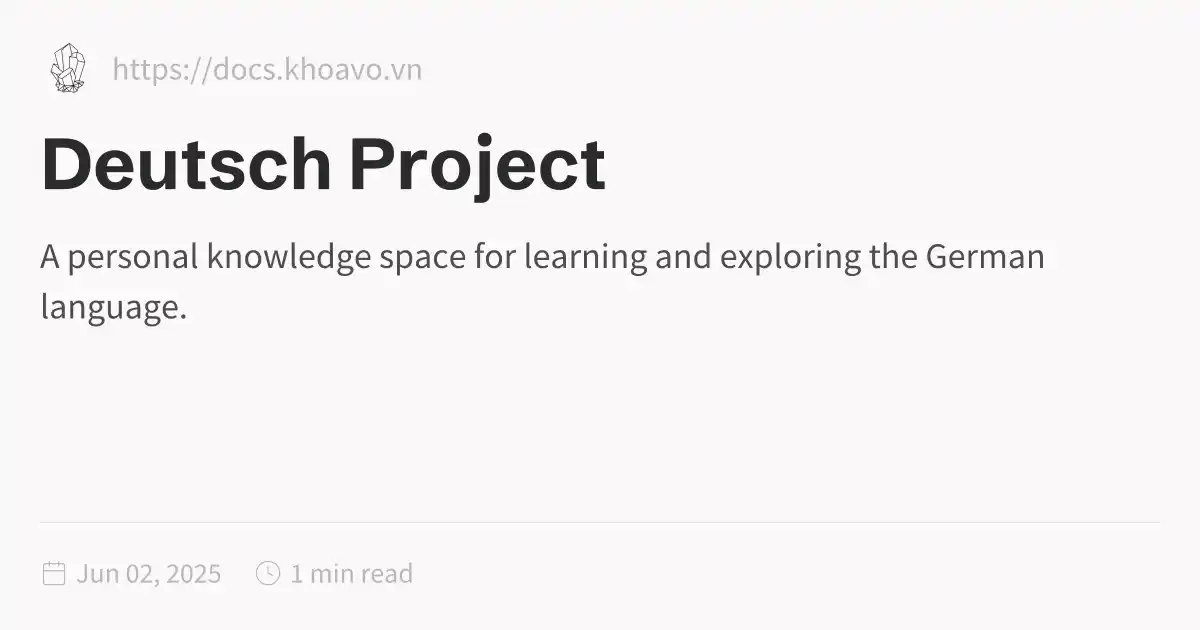 https://docs.khoavo.vn
Deutsch Project
A personal knowledge space for learning and exploring the German
language.
Jun 02, 2025 1 min read